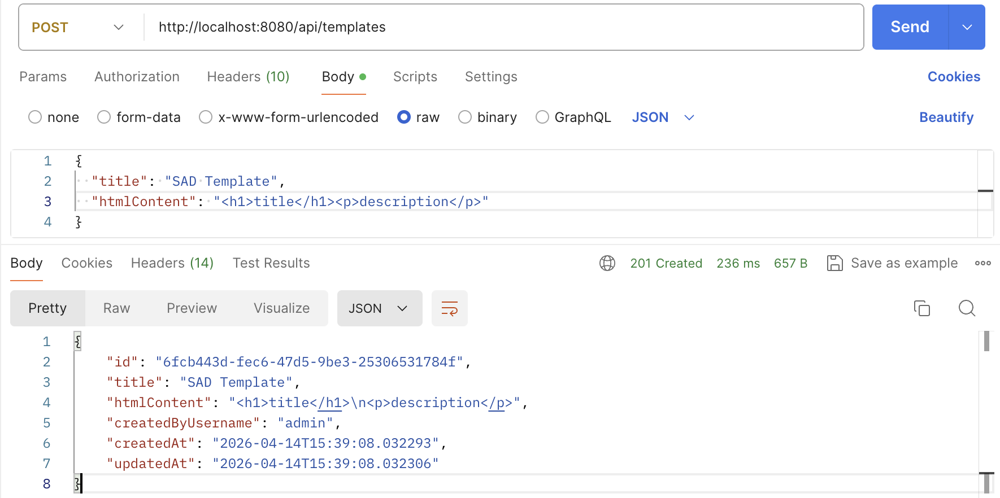 POST http://localhost:8080/api/templates Send
Params Authorization Headers (10) Body Scripts Settings Cookies
none form-data x-www-form-urlencoded raw binary GraphQL JSON Beautify
1 {
2 "title": "SAD Template",
3 "htmlContent": "<h1>title</h1><p>description</p>"
4 }
Body Cookies Headers (14) Test Results 201 Created 236 ms 657 B Save as example
Pretty Raw Preview Visualize JSON
1 {
2 "id": "6fcb443d-fec6-47d5-9be3-25306531784f",
3 "title": "SAD Template",
4 "htmlContent": "<h1>title</h1>\n<p>description</p>",
5 "createdByUsername": "admin",
6 "createdAt": "2026-04-14T15:39:08.032293",
7 "updatedAt": "2026-04-14T15:39:08.032306"
8 }